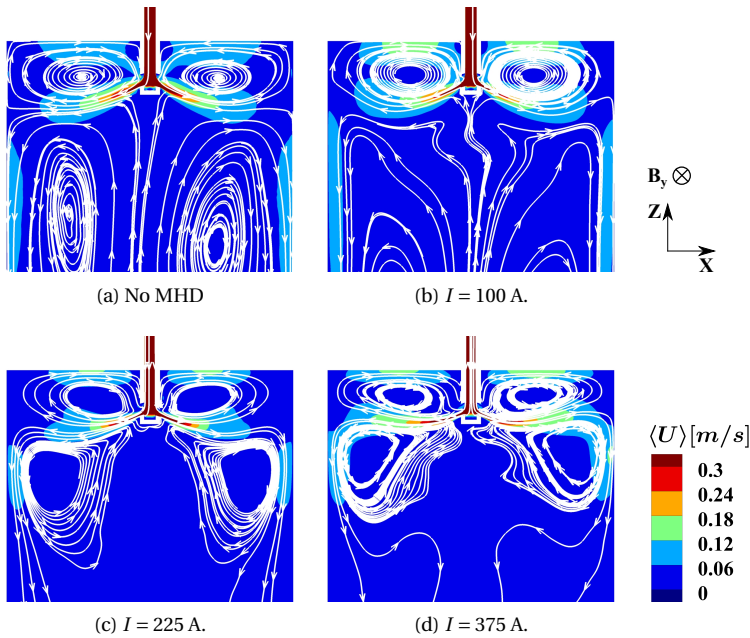 (a) No MHD
(b) I = 100 A.
B_y ⊗
Z
X
(c) I = 225 A.
(d) I = 375 A.
⟨U⟩[m/s]
0.3
0.24
0.18
0.12
0.06
0